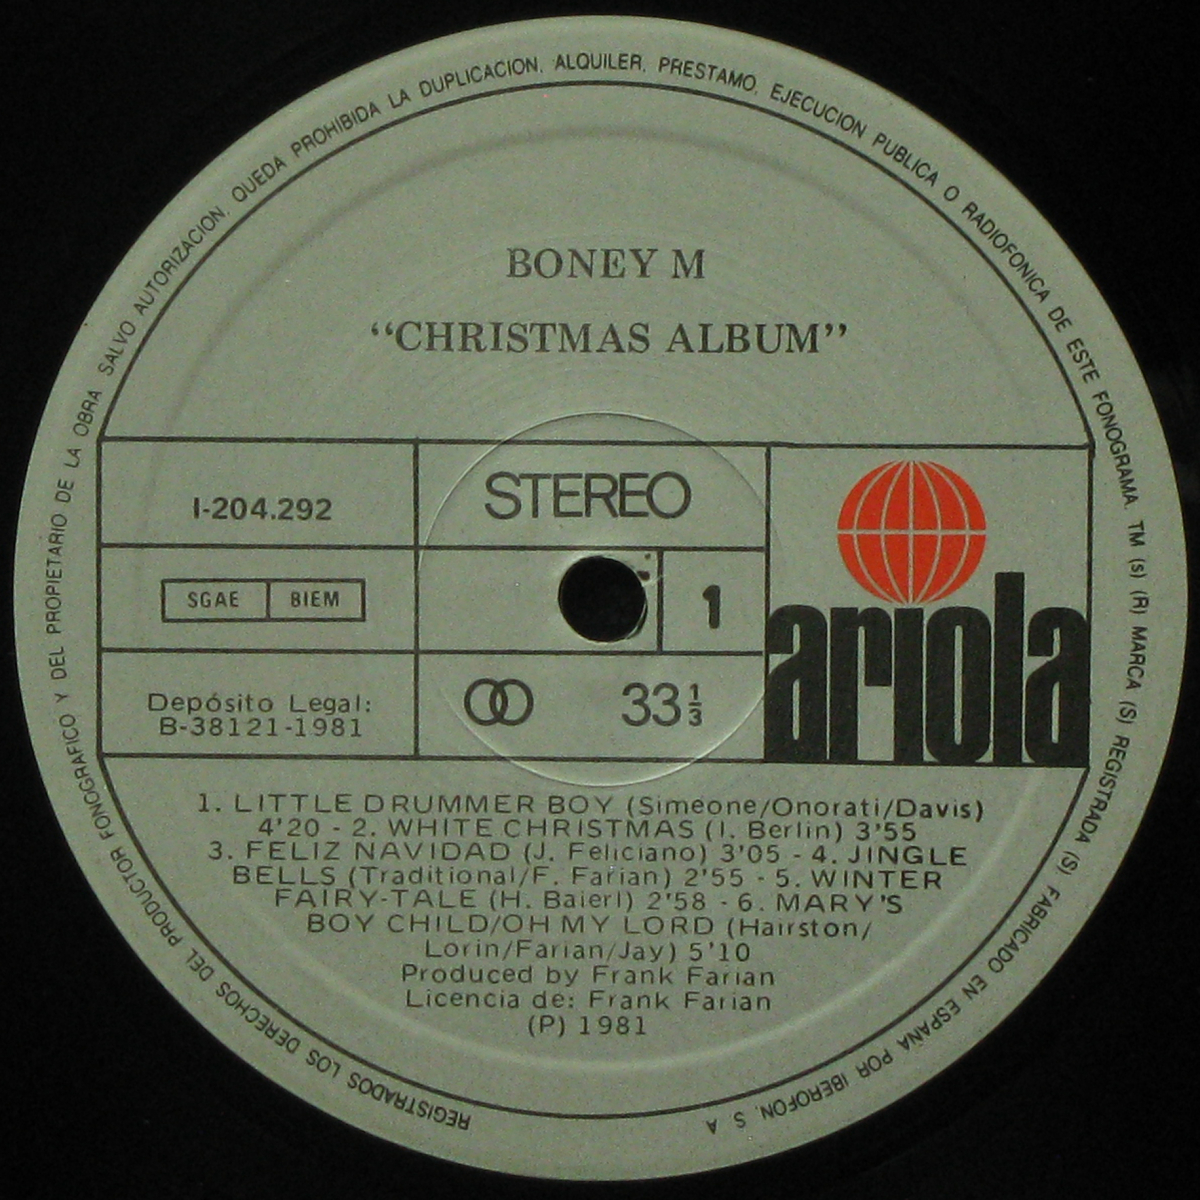 REGISTRADOS LOS DERECHOS DEL PRODUCTOR FONOGRAFICO Y DEL PROPIETARIO DE LA OBRA SALVO AUTORIZACION, QUEDA PROHIBIDA LA DUPLICACION, ALQUILER, PRESTAMO, EJECUCION PUBLICA O RADIOFONICA DE ESTE FONOGRAMA. TM (s) (R) MARCA (S) REGISTRADA (S). FABRICADO EN ESPAÑA POR IBEROFON, S A
BONEY M
“CHRISTMAS ALBUM”
I-204.292
STEREO
SGAE BIEM
1
ariola
Depósito Legal:
B-38121-1981
33 1/3
1. LITTLE DRUMMER BOY (Simeone/Onorati/Davis)
4'20 - 2. WHITE CHRISTMAS (I. Berlin) 3'55
3. FELIZ NAVIDAD (J. Feliciano) 3'05 - 4. JINGLE
BELLS (Traditional/F. Farian) 2'55 - 5. WINTER
FAIRY-TALE (H. Baierl) 2'58 - 6. MARY'S
BOY CHILD/OH MY LORD (Hairston/
Lorin/Farian/Jay) 5'10
Produced by Frank Farian
Licencia de: Frank Farian
(P) 1981